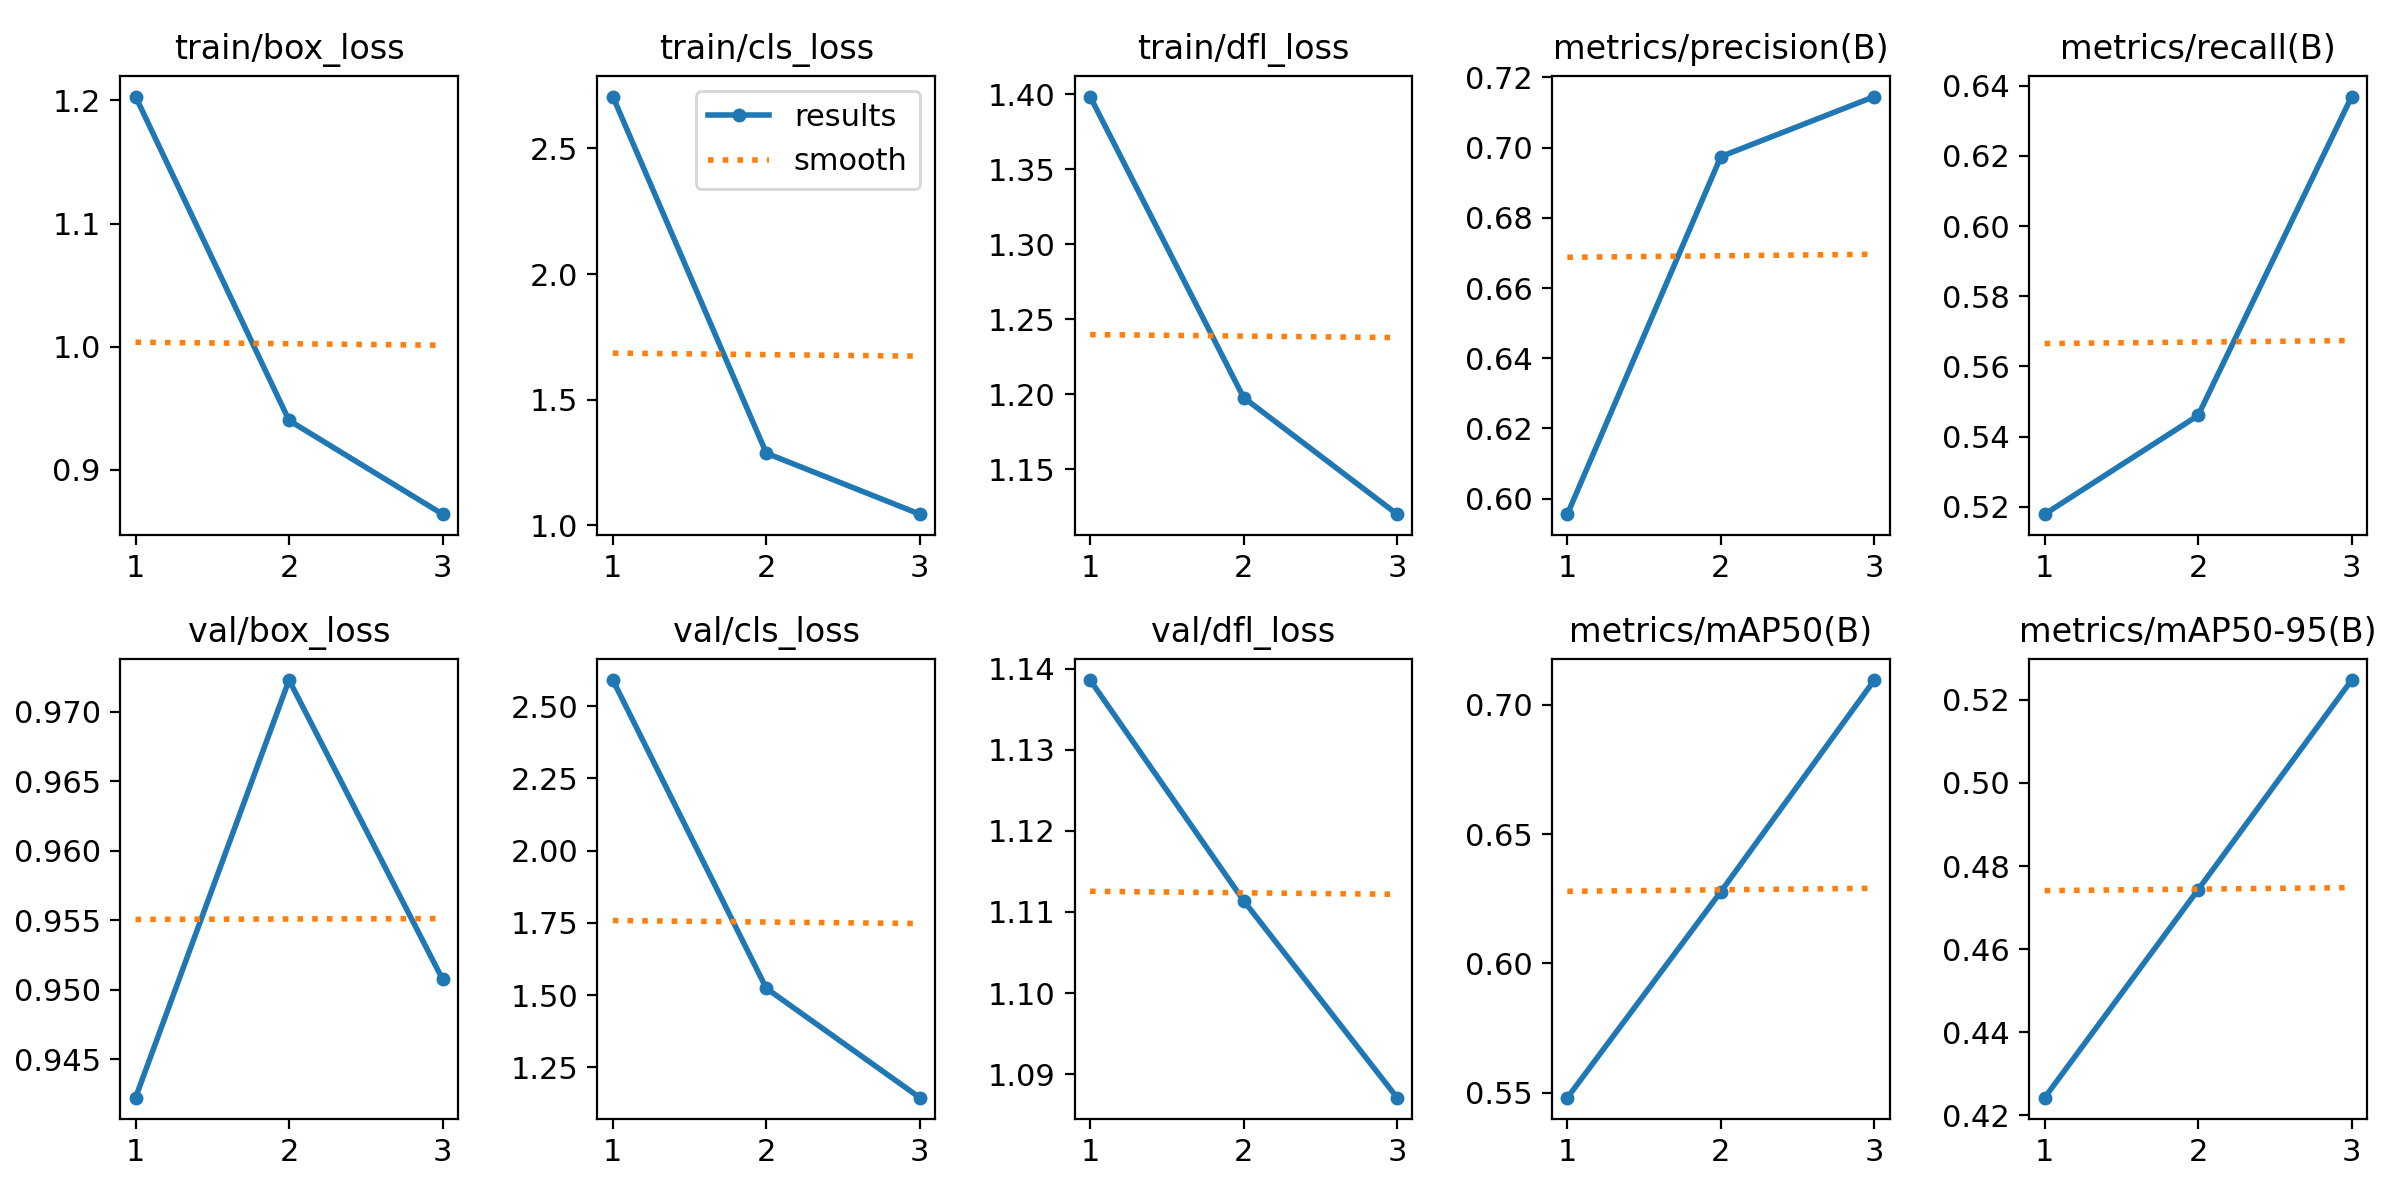 train/box_loss
1.2
1.1
1.0
0.9
1 2 3
train/cls_loss
results
smooth
2.5
2.0
1.5
1.0
1 2 3
train/dfl_loss
1.40
1.35
1.30
1.25
1.20
1.15
1 2 3
metrics/precision(B)
0.72
0.70
0.68
0.66
0.64
0.62
0.60
1 2 3
metrics/recall(B)
0.64
0.62
0.60
0.58
0.56
0.54
0.52
1 2 3
val/box_loss
0.970
0.965
0.960
0.955
0.950
0.945
1 2 3
val/cls_loss
2.50
2.25
2.00
1.75
1.50
1.25
1 2 3
val/dfl_loss
1.14
1.13
1.12
1.11
1.10
1.09
1 2 3
metrics/mAP50(B)
0.70
0.65
0.60
0.55
1 2 3
metrics/mAP50-95(B)
0.52
0.50
0.48
0.46
0.44
0.42
1 2 3